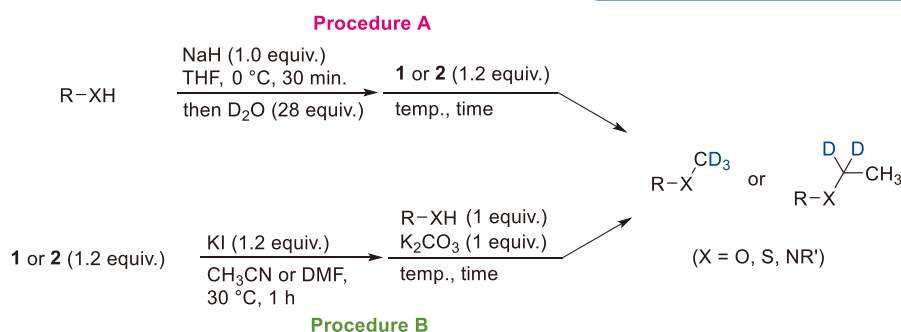 Procedure A
NaH (1.0 equiv.)
THF, 0 °C, 30 min.
then D₂O (28 equiv.)
R–XH
1 or 2 (1.2 equiv.)
temp., time
CD₃
R–X
or
D D
CH₃
R–X
(X = O, S, NR')
1 or 2 (1.2 equiv.)
KI (1.2 equiv.)
CH₃CN or DMF,
30 °C, 1 h
R–XH (1 equiv.)
K₂CO₃ (1 equiv.)
temp., time
Procedure B